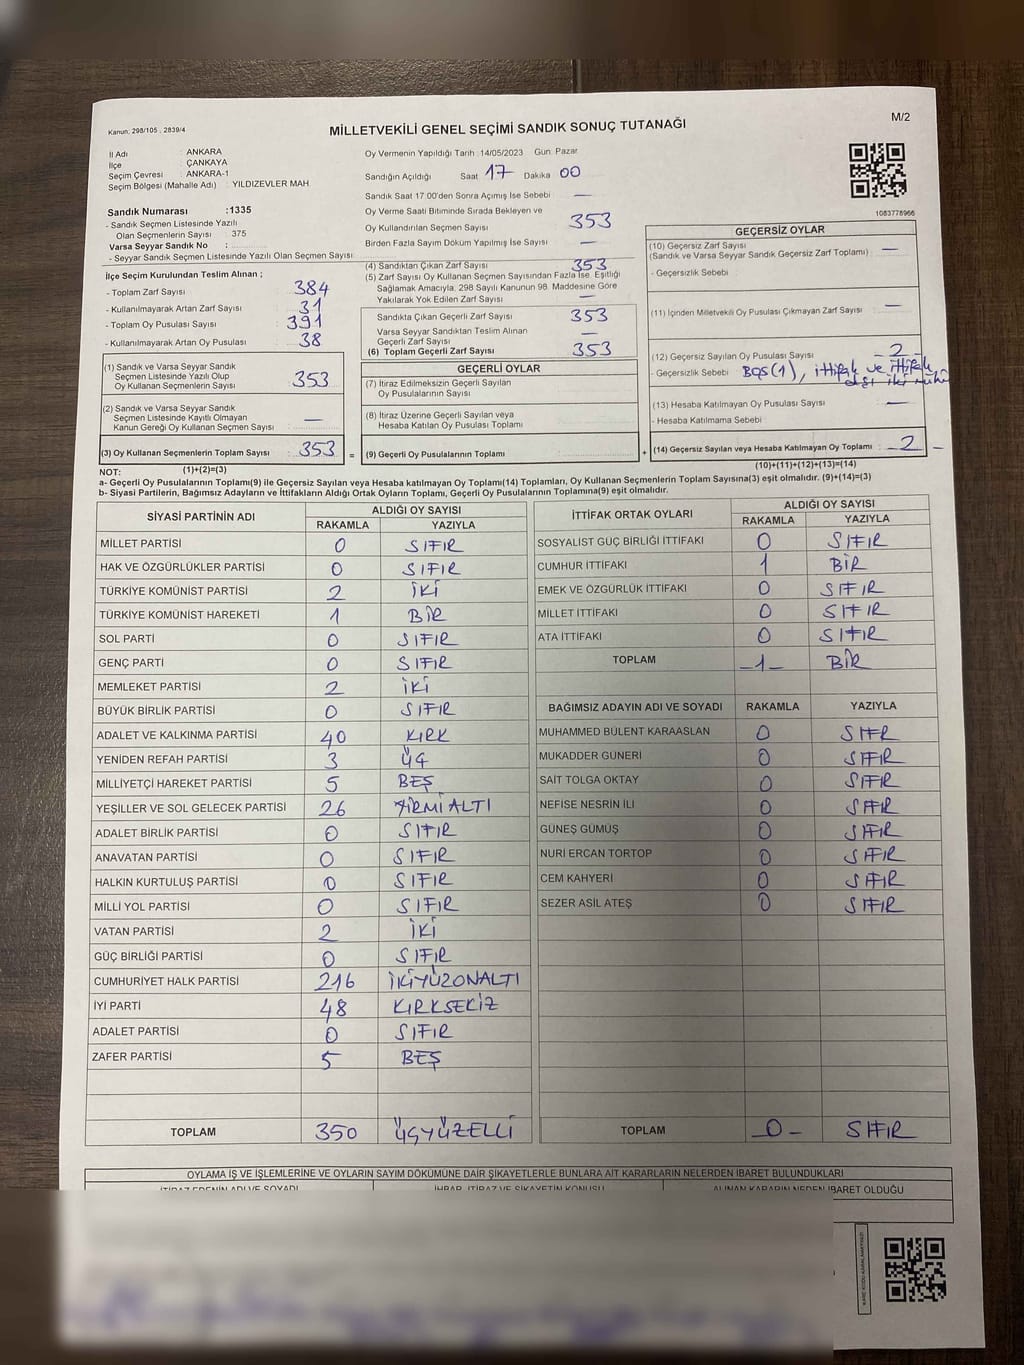 Kanun, 298/105 , 2839/4
MİLLETVEKİLİ GENEL SEÇİMİ SANDIK SONUÇ TUTANAĞI
M/2
İl Adı : ANKARA
İlçe : ÇANKAYA
Seçim Çevresi : ANKARA-1
Seçim Bölgesi (Mahalle Adı) : YILDIZEVLER MAH
Oy Vermenin Yapıldığı Tarih :14/05/2023 Gün: Pazar
Sandığın Açıldığı Saat 17 Dakika 00
Sandık Saat 17.00'den Sonra Açımış İse Sebebi —
Sandık Numarası :1335
- Sandık Seçmen Listesinde Yazılı
Olan Seçmenlerin Sayısı : 375
Varsa Seyyar Sandık No :
- Seyyar Sandık Seçmen Listesinde Yazılı Olan Seçmen Sayısı
Oy Verme Saati Bitiminde Sırada Bekleyen ve
Oy Kullandırılan Seçmen Sayısı 353
Birden Fazla Sayım Döküm Yapılmış İse Sayısı —
1083778966
İlçe Seçim Kurulundan Teslim Alınan ;
- Toplam Zarf Sayısı 384
- Kullanılmayarak Artan Zarf Sayısı : 31
- Toplam Oy Pusulası Sayısı : 391
- Kullanılmayarak Artan Oy Pusulası : 38
(4) Sandıktan Çıkan Zarf Sayısı 353
(5) Zarf Sayısı Oy Kullanan Seçmen Sayısından Fazla İse, Eşitliği
Sağlamak Amacıyla, 298 Sayılı Kanunun 98. Maddesine Göre
Yakılarak Yok Edilen Zarf Sayısı —
Sandıkta Çıkan Geçerli Zarf Sayısı 353
Varsa Seyyar Sandıktan Teslim Alınan
Geçerli Zarf Sayısı —
(6) Toplam Geçerli Zarf Sayısı 353
GEÇERSİZ OYLAR
(10) Geçersiz Zarf Sayısı —
(Sandık ve Varsa Seyyar Sandık Geçersiz Zarf Toplamı)
- Geçersizlik Sebebi :
(11) İçinden Milletvekili Oy Pusulası Çıkmayan Zarf Sayısı —
(12) Geçersiz Sayılan Oy Pusulası Sayısı - 2 -
- Geçersizlik Sebebi : BOŞ(1), ittifak ve ittifak
dışı iki mühür
(13) Hesaba Katılmayan Oy Pusulası Sayısı —
- Hesaba Katılmama Sebebi
(14) Geçersiz Sayılan veya Hesaba Katılmayan Oy Toplamı : - 2 -
(10)+(11)+(12)+(13)=(14)
(1) Sandık ve Varsa Seyyar Sandık
Seçmen Listesinde Yazılı Olup
Oy Kullanan Seçmenlerin Sayısı : 353
(2) Sandık ve Varsa Seyyar Sandık
Seçmen Listesinde Kayıtlı Olmayan
Kanun Gereği Oy Kullanan Seçmen Sayısı : —
(3) Oy Kullanan Seçmenlerin Toplam Sayısı : 353 =
GEÇERLİ OYLAR
(7) İtiraz Edilmeksizin Geçerli Sayılan
Oy Pusulalarının Sayısı
(8) İtiraz Üzerine Geçerli Sayılan veya
Hesaba Katılan Oy Pusulası Toplamı
(9) Geçerli Oy Pusulalarının Toplamı +
NOT: (1)+(2)=(3)
a- Geçerli Oy Pusulalarının Toplamı(9) ile Geçersiz Sayılan veya Hesaba katılmayan Oy Toplamı(14) Toplamları, Oy Kullanan Seçmenlerin Toplam Sayısına(3) eşit olmalıdır. (9)+(14)=(3)
b- Siyasi Partilerin, Bağımsız Adayların ve İttifakların Aldığı Ortak Oyların Toplamı, Geçerli Oy Pusulalarının Toplamına(9) eşit olmalıdır.
SİYASİ PARTİNİN ADI ALDIĞI OY SAYISI
RAKAMLA YAZIYLA
MİLLET PARTİSİ 0 SIFIR
HAK VE ÖZGÜRLÜKLER PARTİSİ 0 SIFIR
TÜRKİYE KOMÜNİST PARTİSİ 2 İKİ
TÜRKİYE KOMÜNİST HAREKETİ 1 BİR
SOL PARTİ 0 SIFIR
GENÇ PARTİ 0 SIFIR
MEMLEKET PARTİSİ 2 İKİ
BÜYÜK BİRLİK PARTİSİ 0 SIFIR
ADALET VE KALKINMA PARTİSİ 40 KIRK
YENİDEN REFAH PARTİSİ 3 ÜÇ
MİLLİYETÇİ HAREKET PARTİSİ 5 BEŞ
YEŞİLLER VE SOL GELECEK PARTİSİ 26 YİRMİ ALTI
ADALET BİRLİK PARTİSİ 0 SIFIR
ANAVATAN PARTİSİ 0 SIFIR
HALKIN KURTULUŞ PARTİSİ 0 SIFIR
MİLLİ YOL PARTİSİ 0 SIFIR
VATAN PARTİSİ 2 İKİ
GÜÇ BİRLİĞİ PARTİSİ 0 SIFIR
CUMHURİYET HALK PARTİSİ 216 İKİYÜZONALTI
İYİ PARTİ 48 KIRKSEKİZ
ADALET PARTİSİ 0 SIFIR
ZAFER PARTİSİ 5 BEŞ
TOPLAM 350 ÜÇYÜZELLİ
İTTİFAK ORTAK OYLARI ALDIĞI OY SAYISI
RAKAMLA YAZIYLA
SOSYALİST GÜÇ BİRLİĞİ İTTİFAKI 0 SIFIR
CUMHUR İTTİFAKI 1 BİR
EMEK VE ÖZGÜRLÜK İTTİFAKI 0 SIFIR
MİLLET İTTİFAKI 0 SIFIR
ATA İTTİFAKI 0 SIFIR
TOPLAM -1- BİR
BAĞIMSIZ ADAYIN ADI VE SOYADI RAKAMLA YAZIYLA
MUHAMMED BÜLENT KARAASLAN 0 SIFIR
MUKADDER GÜNERİ 0 SIFIR
SAİT TOLGA OKTAY 0 SIFIR
NEFİSE NESRİN İLİ 0 SIFIR
GÜNEŞ GÜMÜŞ 0 SIFIR
NURİ ERCAN TORTOP 0 SIFIR
CEM KAHYERİ 0 SIFIR
SEZER ASİL ATEŞ 0 SIFIR
TOPLAM -0- SIFIR
OYLAMA İŞ VE İŞLEMLERİNE VE OYLARIN SAYIM DÖKÜMÜNE DAİR ŞİKAYETLERLE BUNLARA AİT KARARLARIN NELERDEN İBARET BULUNDUKLARI
İTİRAZ EDENİN ADI VE SOYADI İHBAR, İTİRAZ VE ŞİKAYETİN KONUSU ALINAN KARARIN NEDEN İBARET OLDUĞU